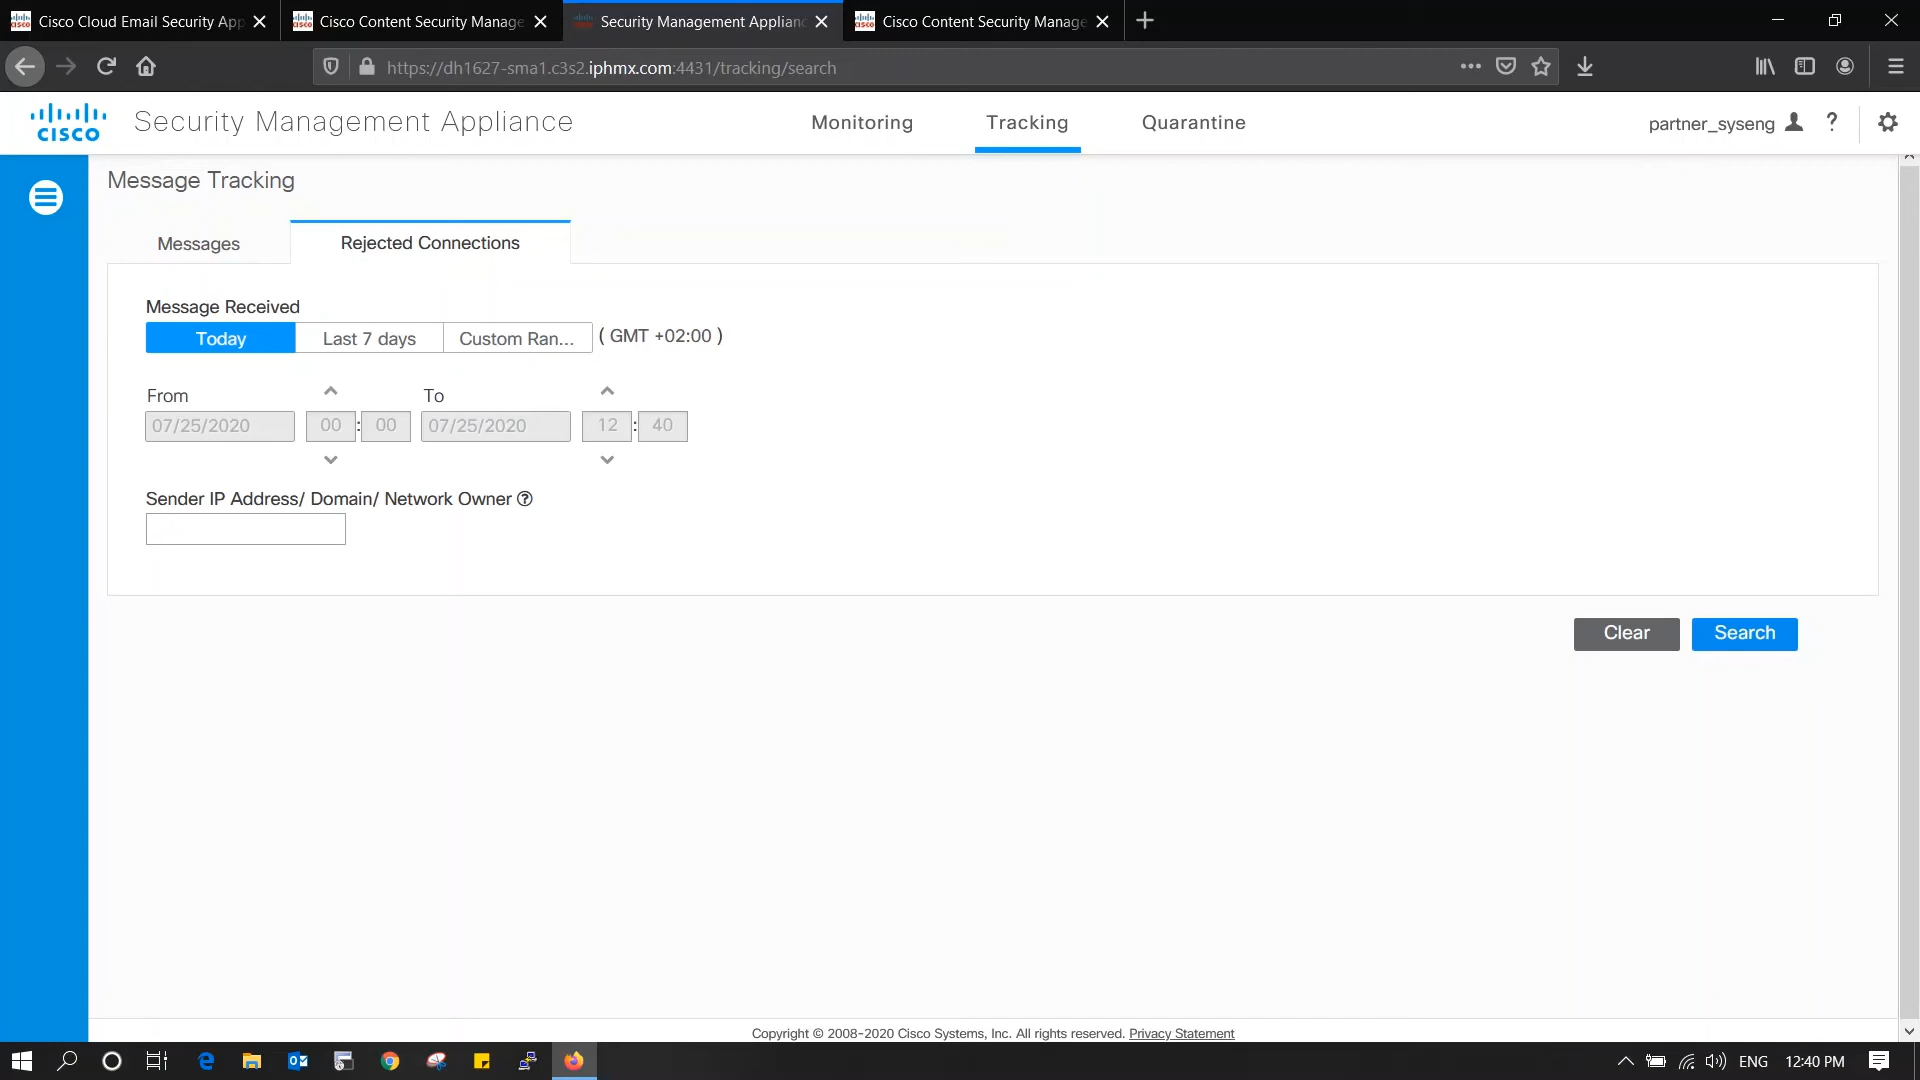 Cisco Cloud Email Security App
Cisco Content Security Manage
Security Management Applianc
Cisco Content Security Manage
https://dh1627-sma1.c3s2.iphmx.com:4431/tracking/search
CISCO
Security Management Appliance
Monitoring
Tracking
Quarantine
partner_syseng
?
Message Tracking
Messages
Rejected Connections
Message Received
Today
Last 7 days
Custom Ran...
( GMT +02:00 )
From
To
07/25/2020
00 : 00
07/25/2020
12 : 40
Sender IP Address/ Domain/ Network Owner ?
Clear
Search
Copyright © 2008-2020 Cisco Systems, Inc. All rights reserved. Privacy Statement
ENG
12:40 PM